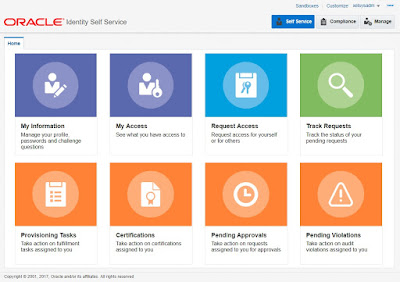 Sandboxes Customize
ORACLE Identity Self Service
Self Service Compliance Manage
Home
My Information
Manage your profile,
passwords and challenge
questions
My Access
See what you have access to
Request Access
Request access for yourself
or for others
Track Requests
Track the status of your
pending requests
Provisioning Tasks
Take action on fulfilment
tasks assigned to you
Certifications
Take action on certifications
assigned to you
Pending Approvals
Take action on requests
assigned to you for approvals
Pending Violations
Take action on audit
violations assigned to you
Copyright © 2001, 2017, Oracle and/or its affiliates. All rights reserved.